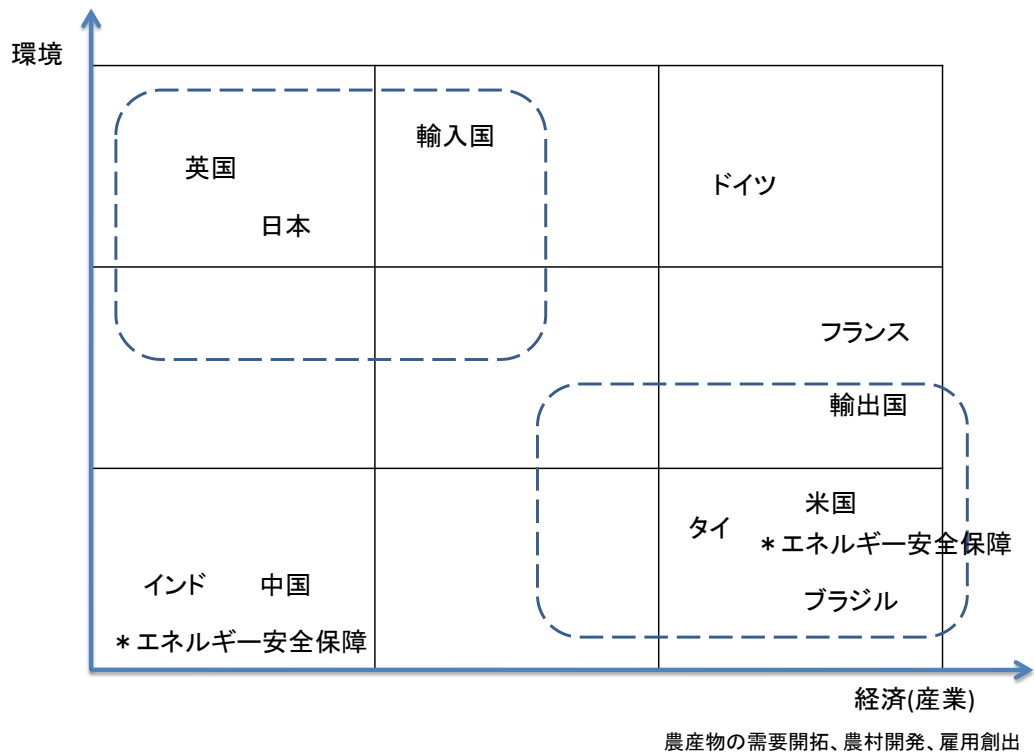 環境
輸入国
英国
ドイツ
日本
フランス
輸出国
米国
タイ
＊エネルギー安全保障
インド
中国
ブラジル
＊エネルギー安全保障
経済(産業)
農産物の需要開拓、農村開発、雇用創出